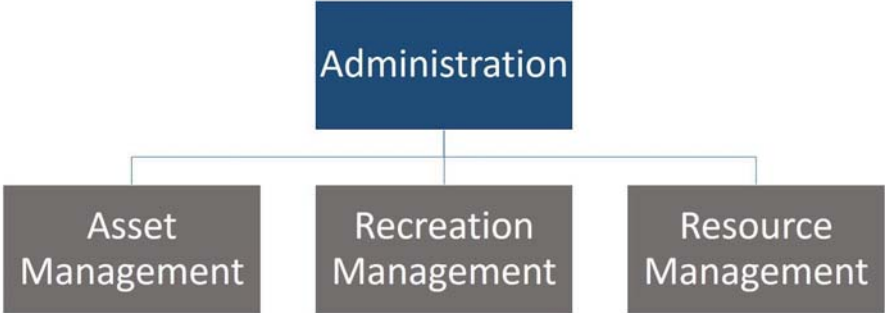 Administration
Asset
Management
Recreation
Management
Resource
Management